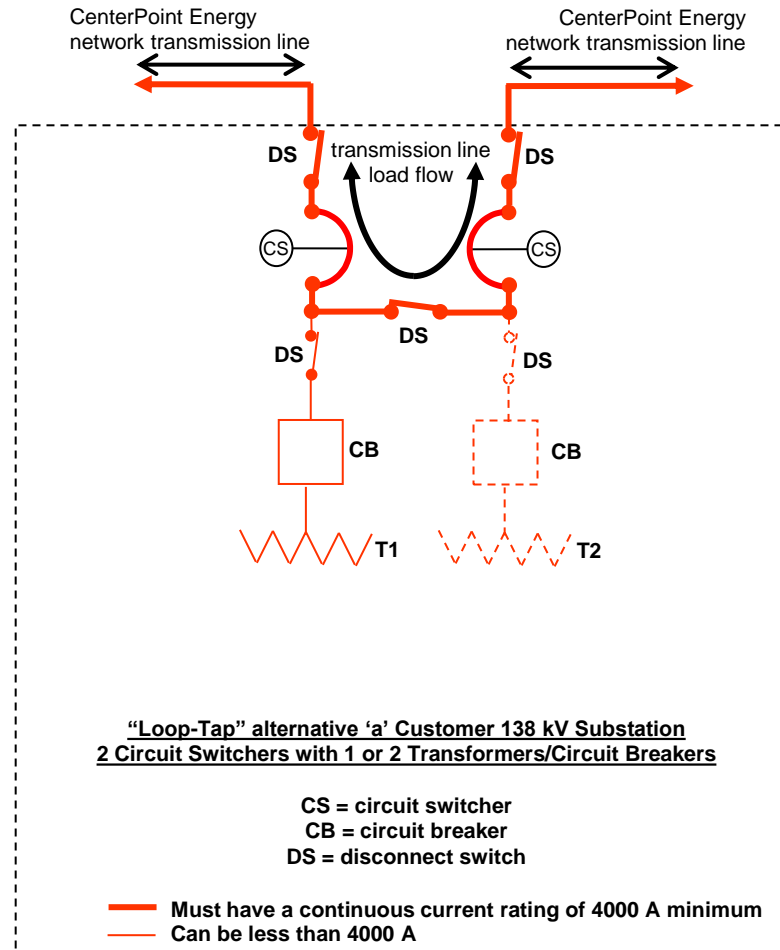 CenterPoint Energy
network transmission line
CenterPoint Energy
network transmission line
DS
transmission line
load flow
DS
CS
CS
DS
DS
DS
CB
CB
T1
T2
“Loop-Tap” alternative ‘a’ Customer 138 kV Substation
2 Circuit Switchers with 1 or 2 Transformers/Circuit Breakers
CS = circuit switcher
CB = circuit breaker
DS = disconnect switch
Must have a continuous current rating of 4000 A minimum
Can be less than 4000 A